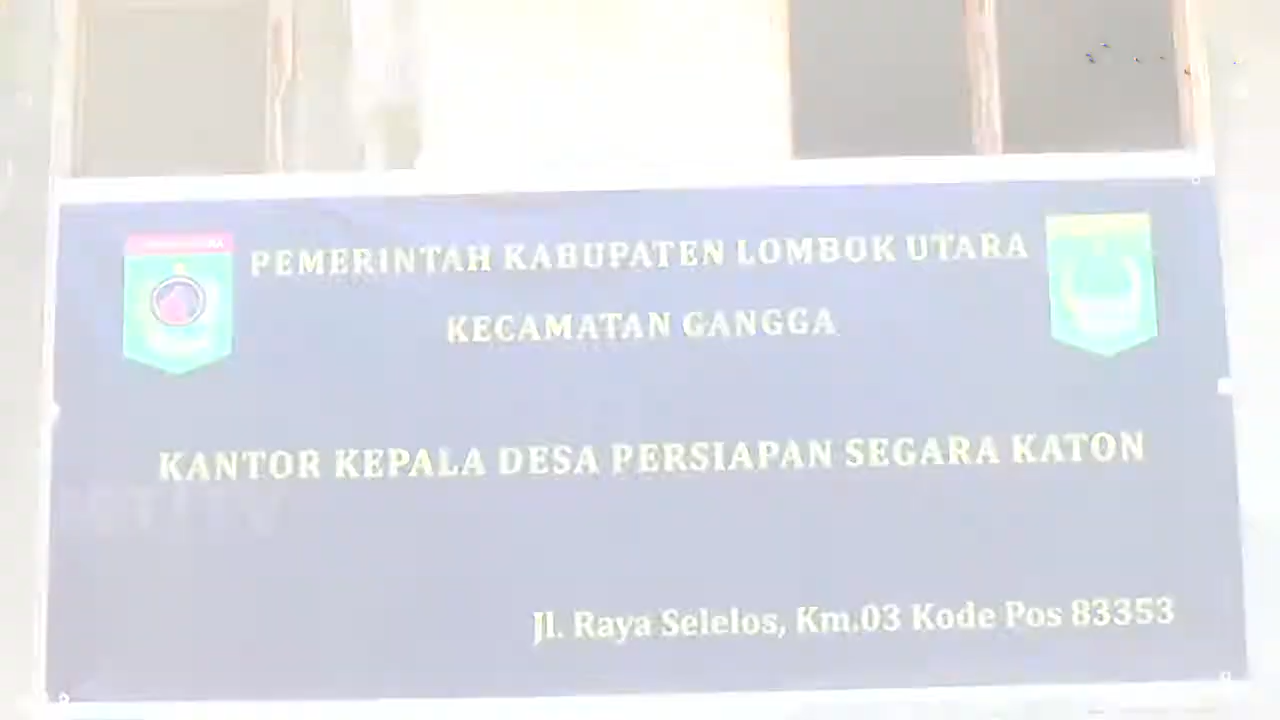 PEMERINTAH KABUPATEN LOMBOK UTARA
KECAMATAN GANGGA
KANTOR KEPALA DESA PERSIAPAN SEGARA KATON
Jl. Raya Selelos, Km.03 Kode Pos 83353